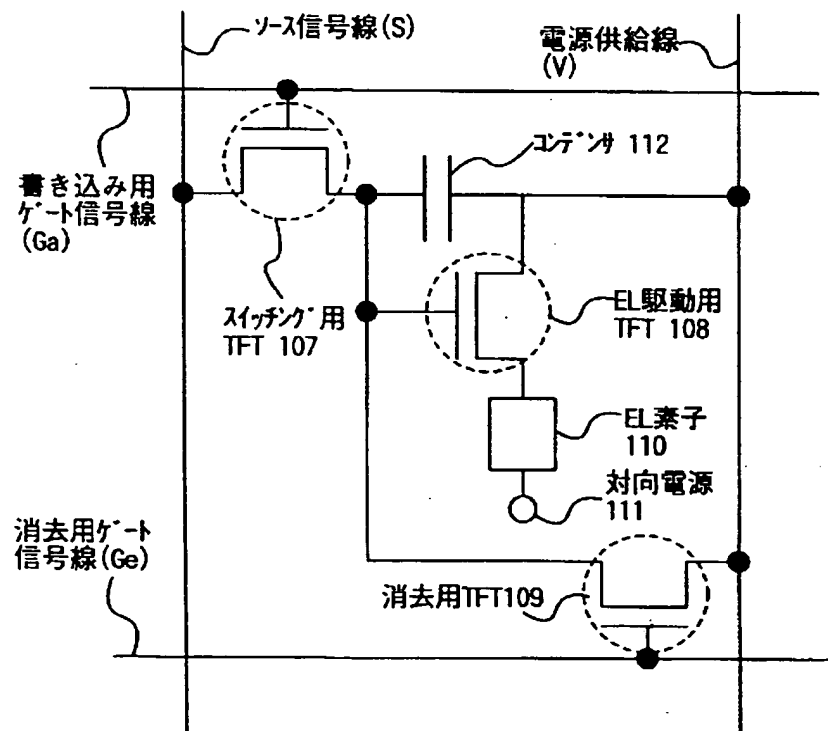 ソース信号線(S)
電源供給線
(V)
コンデンサ 112
書き込み用
ゲート信号線
(Ga)
スイッチング用
TFT 107
EL駆動用
TFT 108
EL素子
110
対向電源
111
消去用ゲート
信号線(Ge)
消去用TFT109